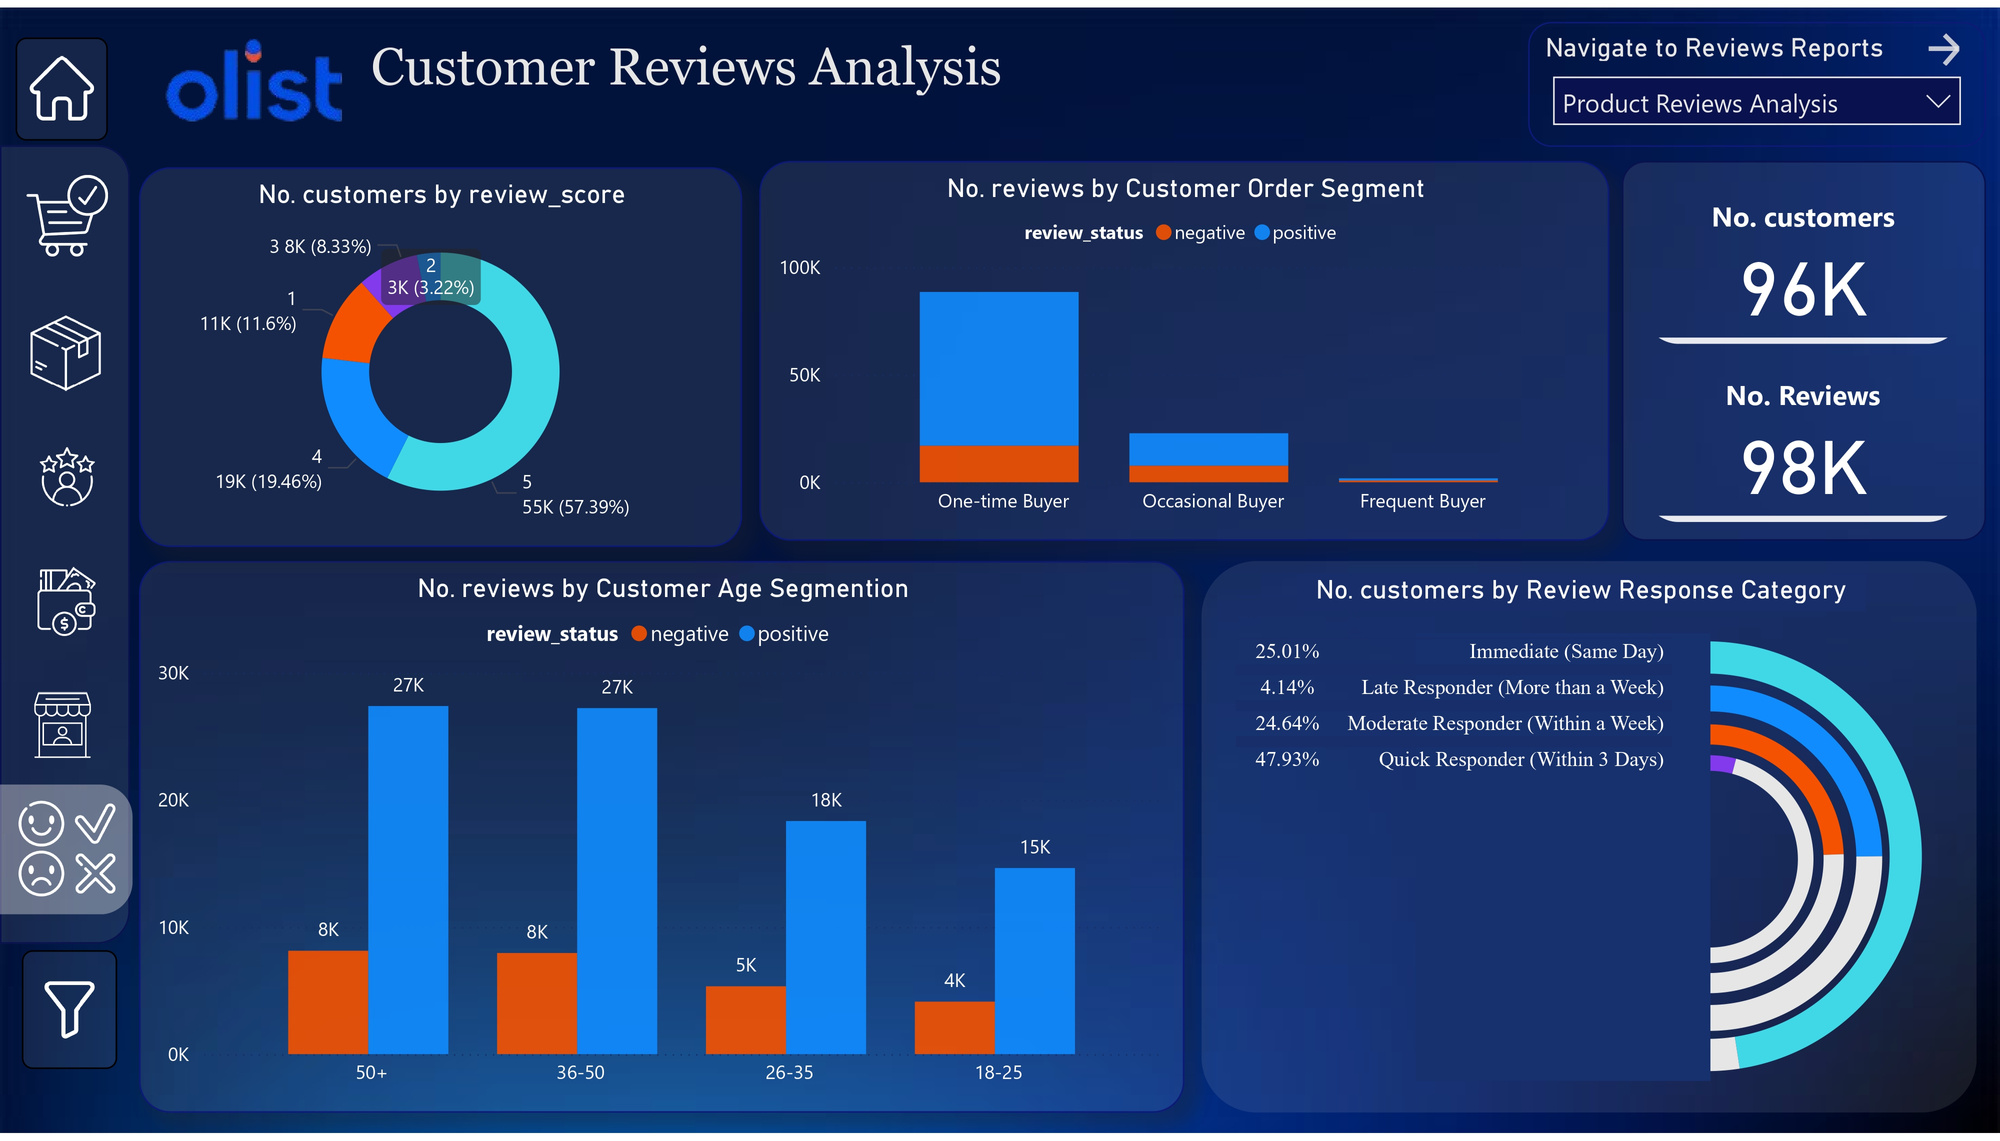 olist
Customer Reviews Analysis
Navigate to Reviews Reports
Product Reviews Analysis
No. customers by review_score
3 8K (8.33%)
2
3K (3.22%)
1
11K (11.6%)
4
19K (19.46%)
5
55K (57.39%)
No. reviews by Customer Order Segment
review_status negative positive
100K
50K
0K
One-time Buyer Occasional Buyer Frequent Buyer
No. customers
96K
No. Reviews
98K
No. reviews by Customer Age Segmention
review_status negative positive
30K
20K
10K
0K
8K
27K
8K
27K
5K
18K
4K
15K
50+ 36-50 26-35 18-25
No. customers by Review Response Category
25.01% Immediate (Same Day)
4.14% Late Responder (More than a Week)
24.64% Moderate Responder (Within a Week)
47.93% Quick Responder (Within 3 Days)